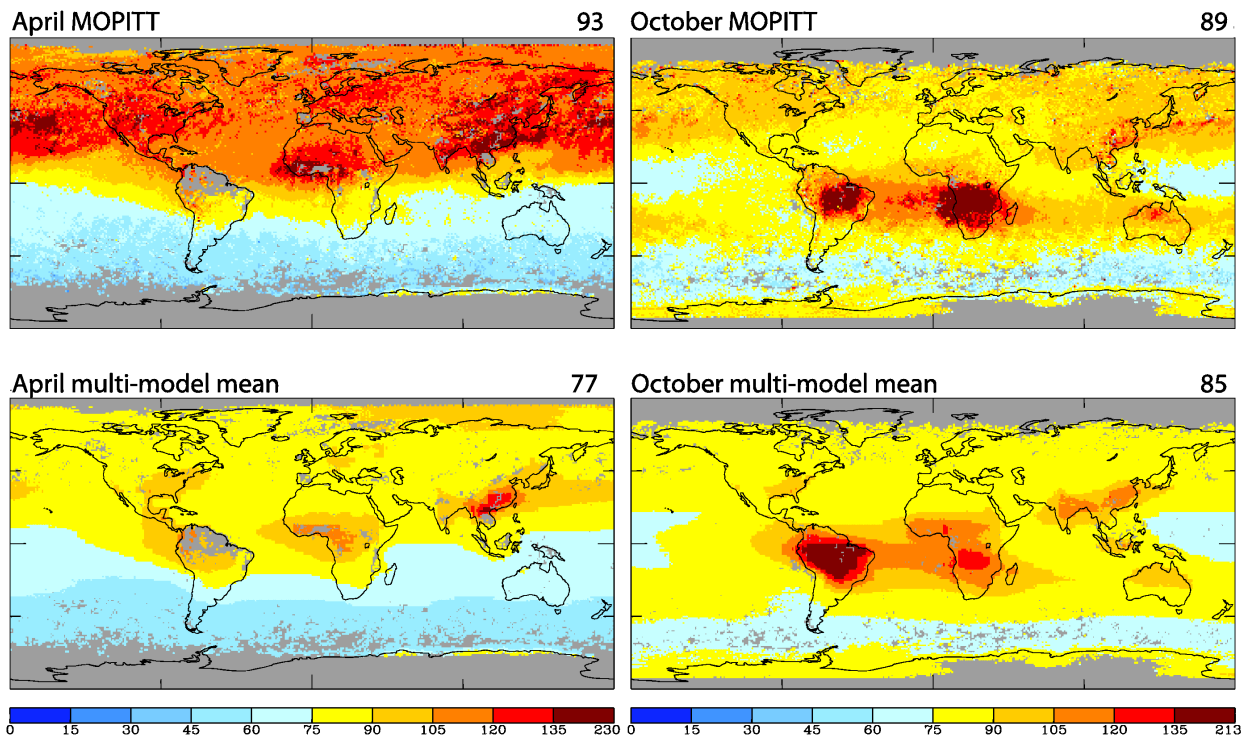 April MOPITT 93
October MOPITT 89
April multi-model mean 77
October multi-model mean 85
0 15 30 45 60 75 90 105 120 135 230
0 15 30 45 60 75 90 105 120 135 213